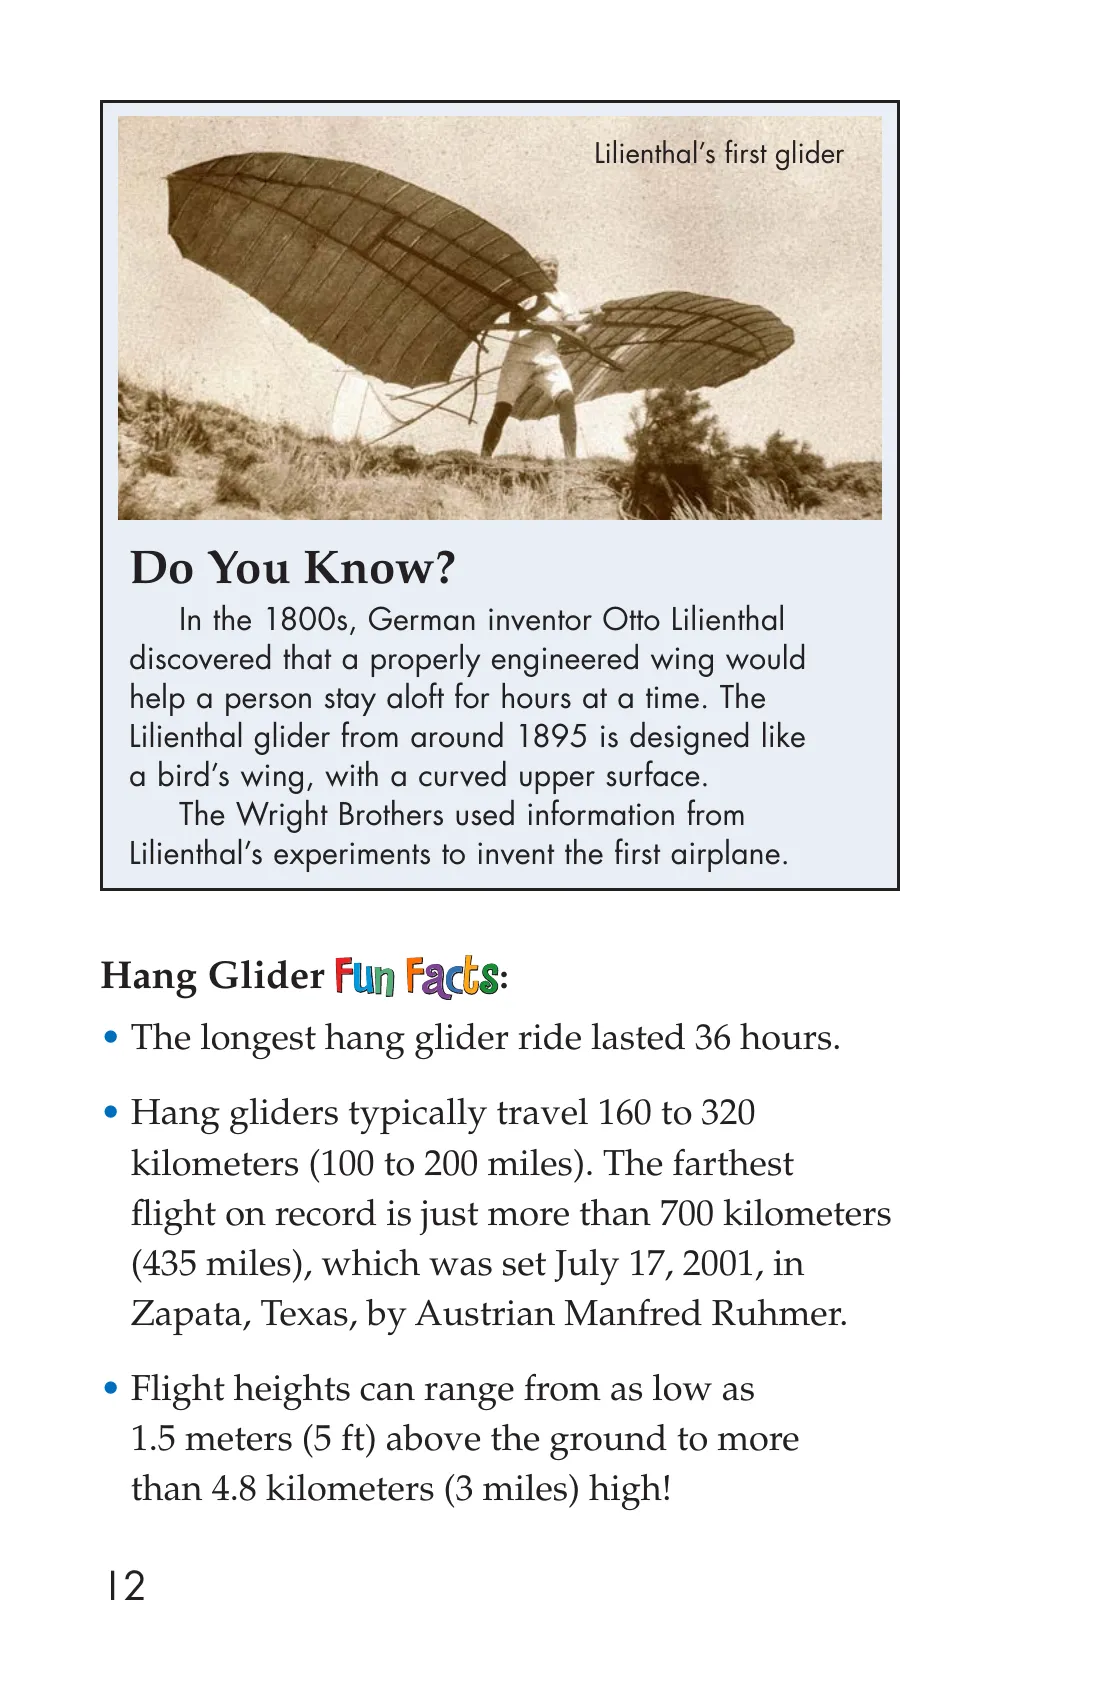 Lilienthal's first glider
Do You Know?
In the 1800s, German inventor Otto Lilienthal
discovered that a properly engineered wing would
help a person stay aloft for hours at a time. The
Lilienthal glider from around 1895 is designed like
a bird's wing, with a curved upper surface.
The Wright Brothers used information from
Lilienthal's experiments to invent the first airplane.
Hang Glider Fun Facts:
• The longest hang glider ride lasted 36 hours.
• Hang gliders typically travel 160 to 320
kilometers (100 to 200 miles). The farthest
flight on record is just more than 700 kilometers
(435 miles), which was set July 17, 2001, in
Zapata, Texas, by Austrian Manfred Ruhmer.
• Flight heights can range from as low as
1.5 meters (5 ft) above the ground to more
than 4.8 kilometers (3 miles) high!
12